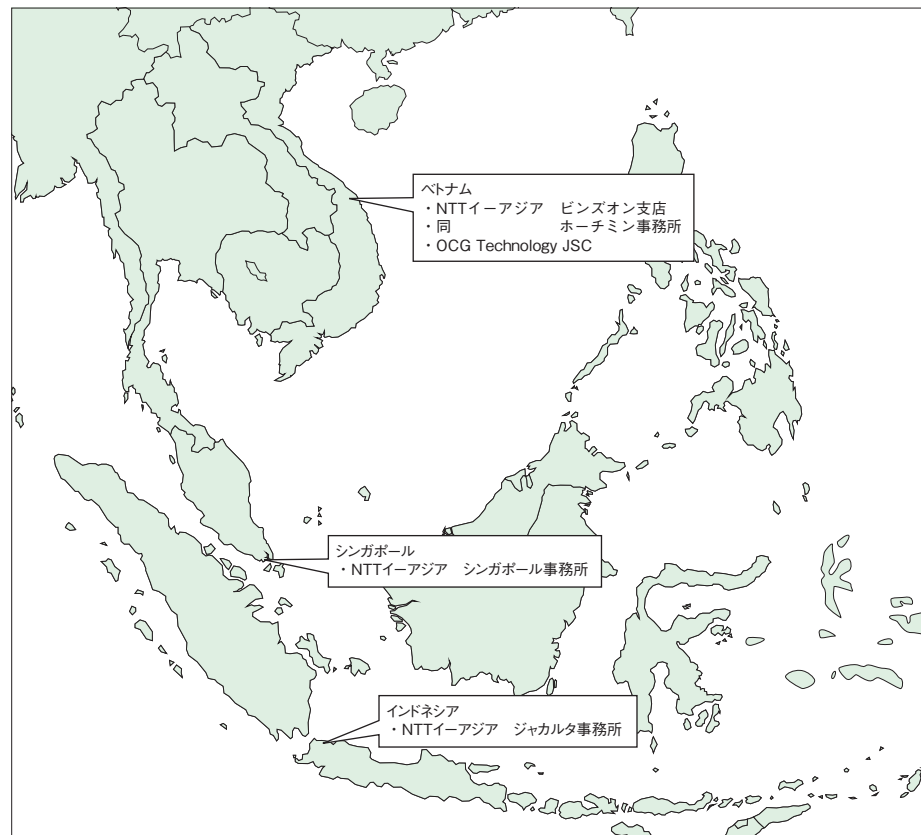 ベトナム
・NTTイーアジア　ビンズオン支店
・同　　　　　　　ホーチミン事務所
・OCG Technology JSC
シンガポール
・NTTイーアジア　シンガポール事務所
インドネシア
・NTTイーアジア　ジャカルタ事務所